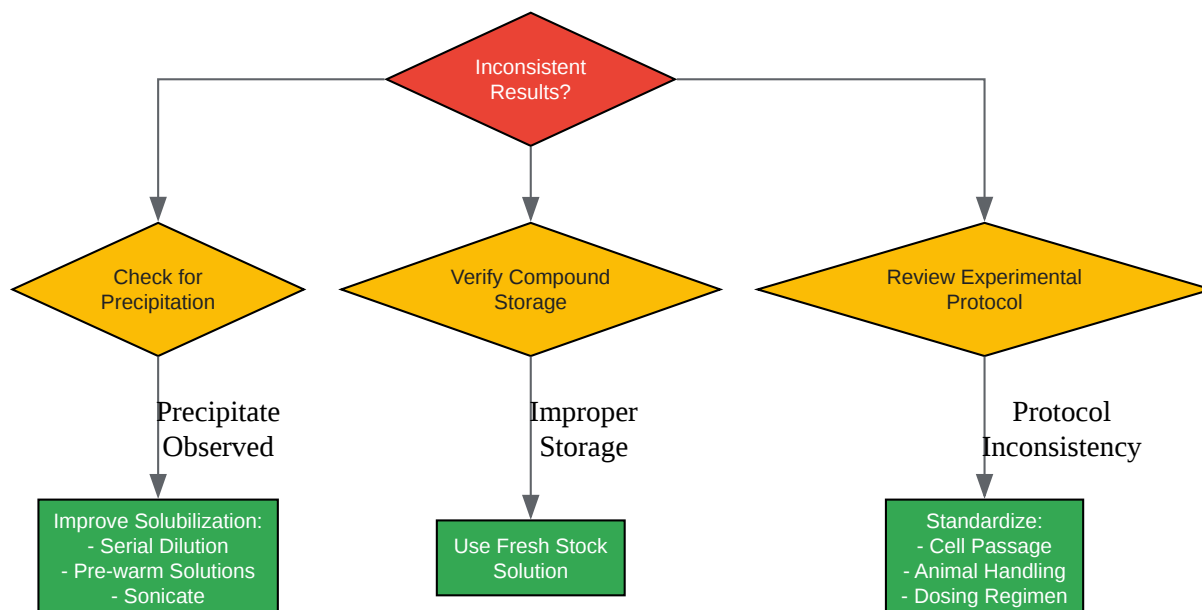 Inconsistent
Results?
Check for
Precipitation
Verify Compound
Storage
Review Experimental
Protocol
Precipitate
Observed
Improper
Storage
Protocol
Inconsistency
Improve Solubilization:
- Serial Dilution
- Pre-warm Solutions
- Sonicate
Use Fresh Stock
Solution
Standardize:
- Cell Passage
- Animal Handling
- Dosing Regimen